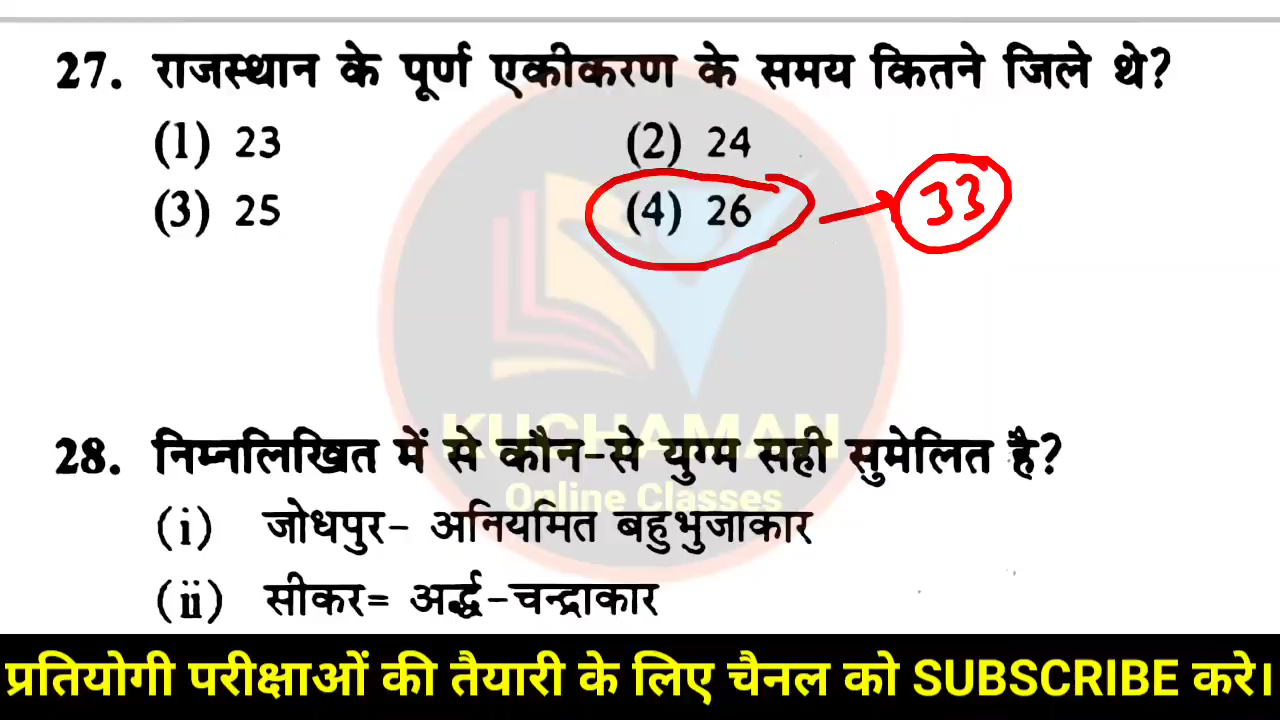 27. राजस्थान के पूर्ण एकीकरण के समय कितने जिले थे?
(1) 23 (2) 24
(3) 25 (4) 26 33
28. निम्नलिखित में से कौन-से युग्म सही सुमेलित है?
KUCHAMAN
Online Classes
(i) जोधपुर- अनियमित बहुभुजाकार
(ii) सीकर= अर्द्ध-चन्द्राकार
प्रतियोगी परीक्षाओं की तैयारी के लिए चैनल को SUBSCRIBE करे।